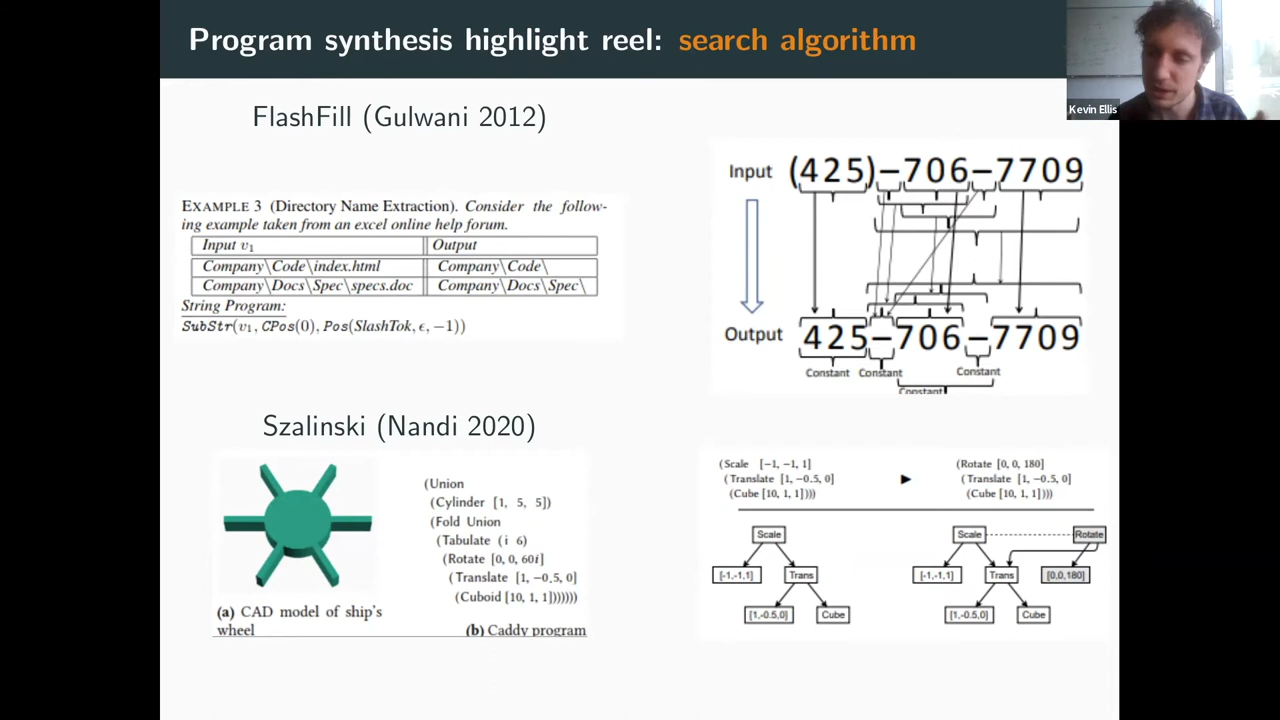 Program synthesis highlight reel: search algorithm
Kevin Ellis
FlashFill (Gulwani 2012)
EXAMPLE 3 (Directory Name Extraction). Consider the follow-
ing example taken from an excel online help forum.
Input v₁ Output
Company\Code\index.html Company\Code\
Company\Docs\Spec\specs.doc Company\Docs\Spec\
String Program:
SubStr(v₁, CPos(0), Pos(SlashTok, ϵ, −1))
Input (425)−706−7709
Output 425−706−7709
Constant Constant Constant
Constant
Szalinski (Nandi 2020)
(Union
(Cylinder [1, 5, 5])
(Fold Union
(Tabulate (i 6)
(Rotate [0, 0, 60i]
(Translate [1, −0.5, 0]
(Cuboid [10, 1, 1]))))))
(a) CAD model of ship's
wheel
(b) Caddy program
(Scale [−1, −1, 1]
(Translate [1, −0.5, 0]
(Cube [10, 1, 1])))
(Rotate [0, 0, 180]
(Translate [1, −0.5, 0]
(Cube [10, 1, 1])))
Scale
[-1,-1,1] Trans
[1,-0.5,0] Cube
Scale Rotate
[-1,-1,1] Trans [0,0,180]
[1,-0.5,0] Cube